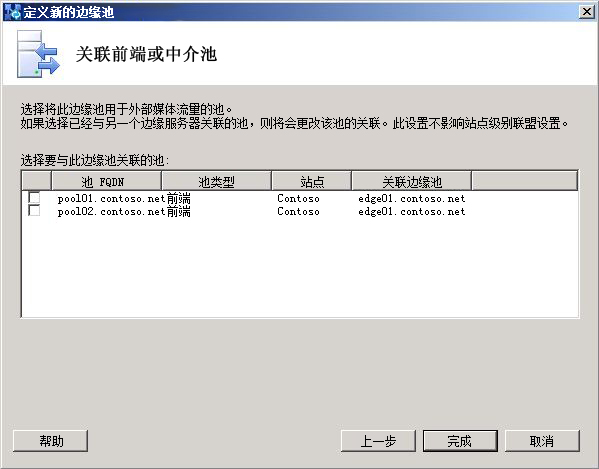 定义新的边缘池
关联前端或中介池
选择将此边缘池用于外部媒体流量的池。
如果选择已经与另一个边缘服务器关联的池，则将会更改该池的关联。此设置不影响站点级别联盟设置。
选择要与此边缘池关联的池:
池 FQDN 池类型 站点 关联边缘池
pool01.contoso.net 前端 Contoso edge01.contoso.net
pool02.contoso.net 前端 Contoso edge01.contoso.net
帮助 上一步 完成 取消